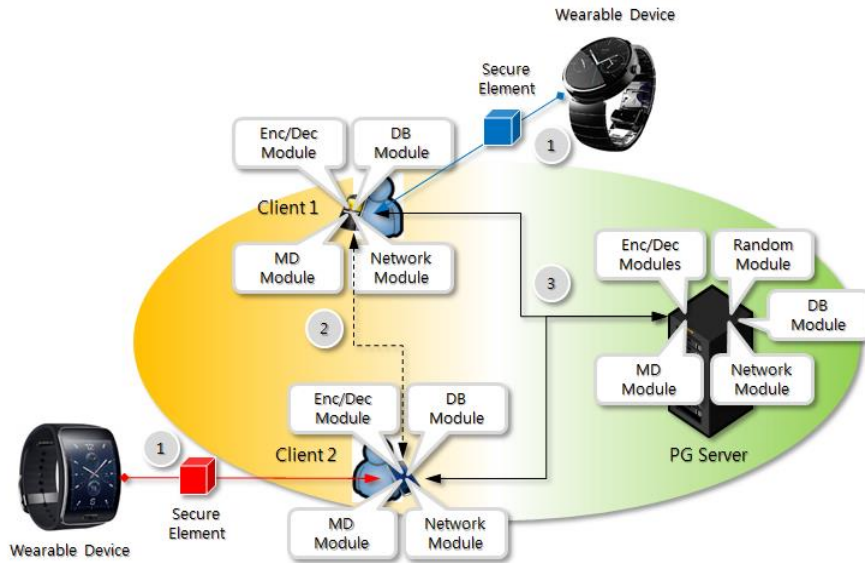 Wearable Device
Secure
Element
1
Enc/Dec
Module
DB
Module
Client 1
MD
Module
Network
Module
Enc/Dec
Modules
Random
Module
3
DB
Module
2
MD
Module
Network
Module
Enc/Dec
Module
DB
Module
1
Client 2
PG Server
Secure
Element
MD
Module
Network
Module
Wearable Device